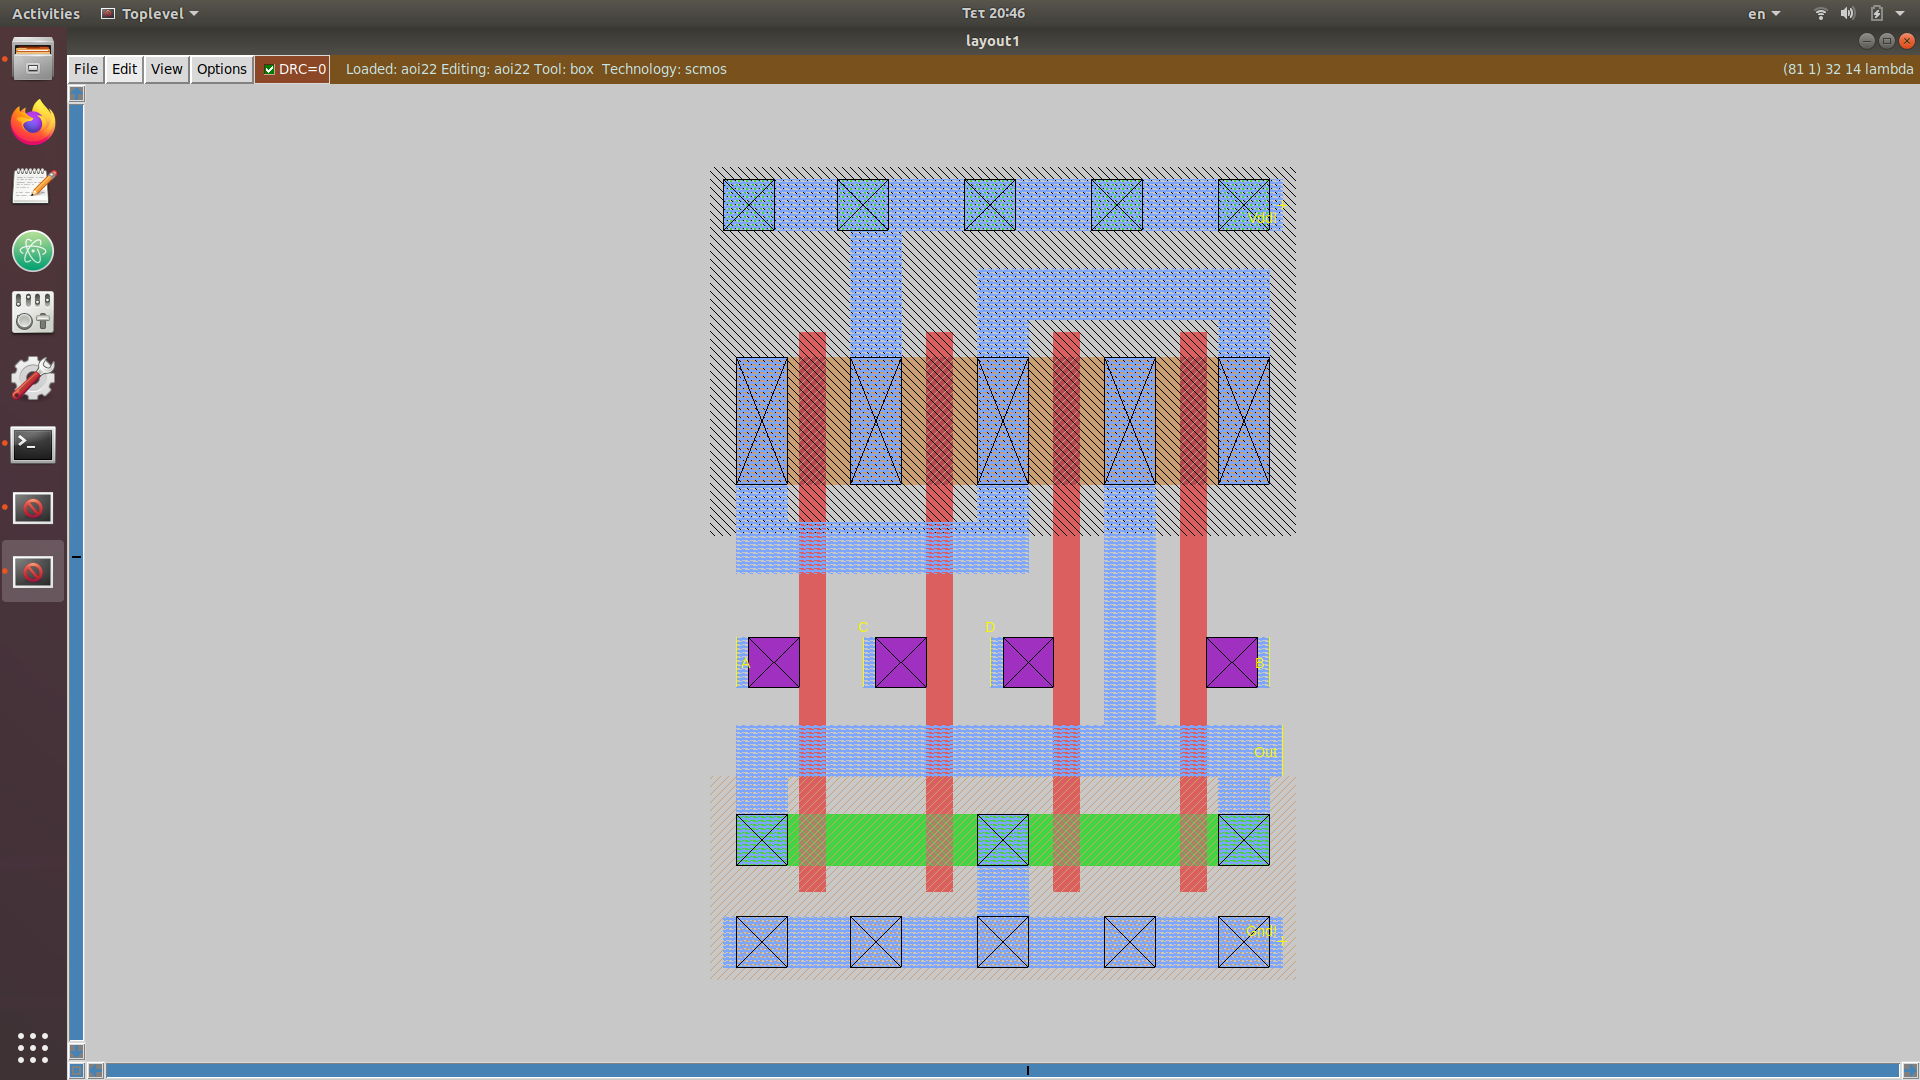 Activities Toplevel Τετ 20:46 en
layout1
File Edit View Options DRC=0 Loaded: aoi22 Editing: aoi22 Tool: box Technology: scmos (81 1) 32 14 lambda
Vdd!
C D
A B
Out
Gnd!